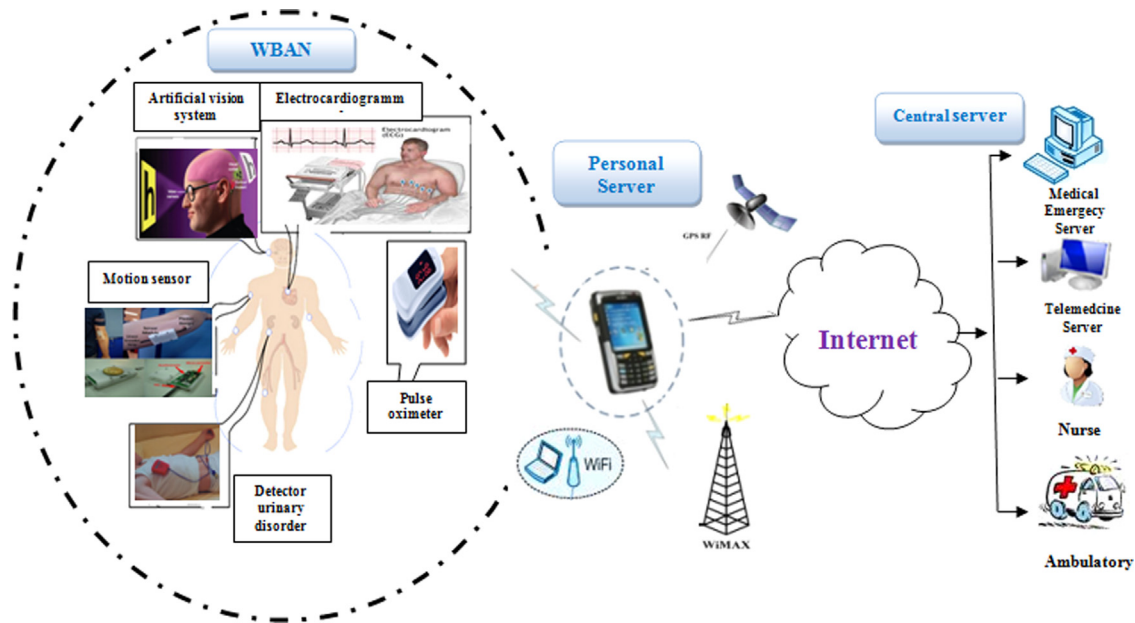 WBAN
Artificial vision
system
Electrocardiogramm
Electrocardiogram
(ECG)
h
Motion sensor
Pulse
oximeter
Detector
urinary
disorder
Personal
Server
GPS RF
WiFi
WiMAX
Internet
Central server
Medical
Emergecy
Server
Telemedcine
Server
Nurse
Ambulatory